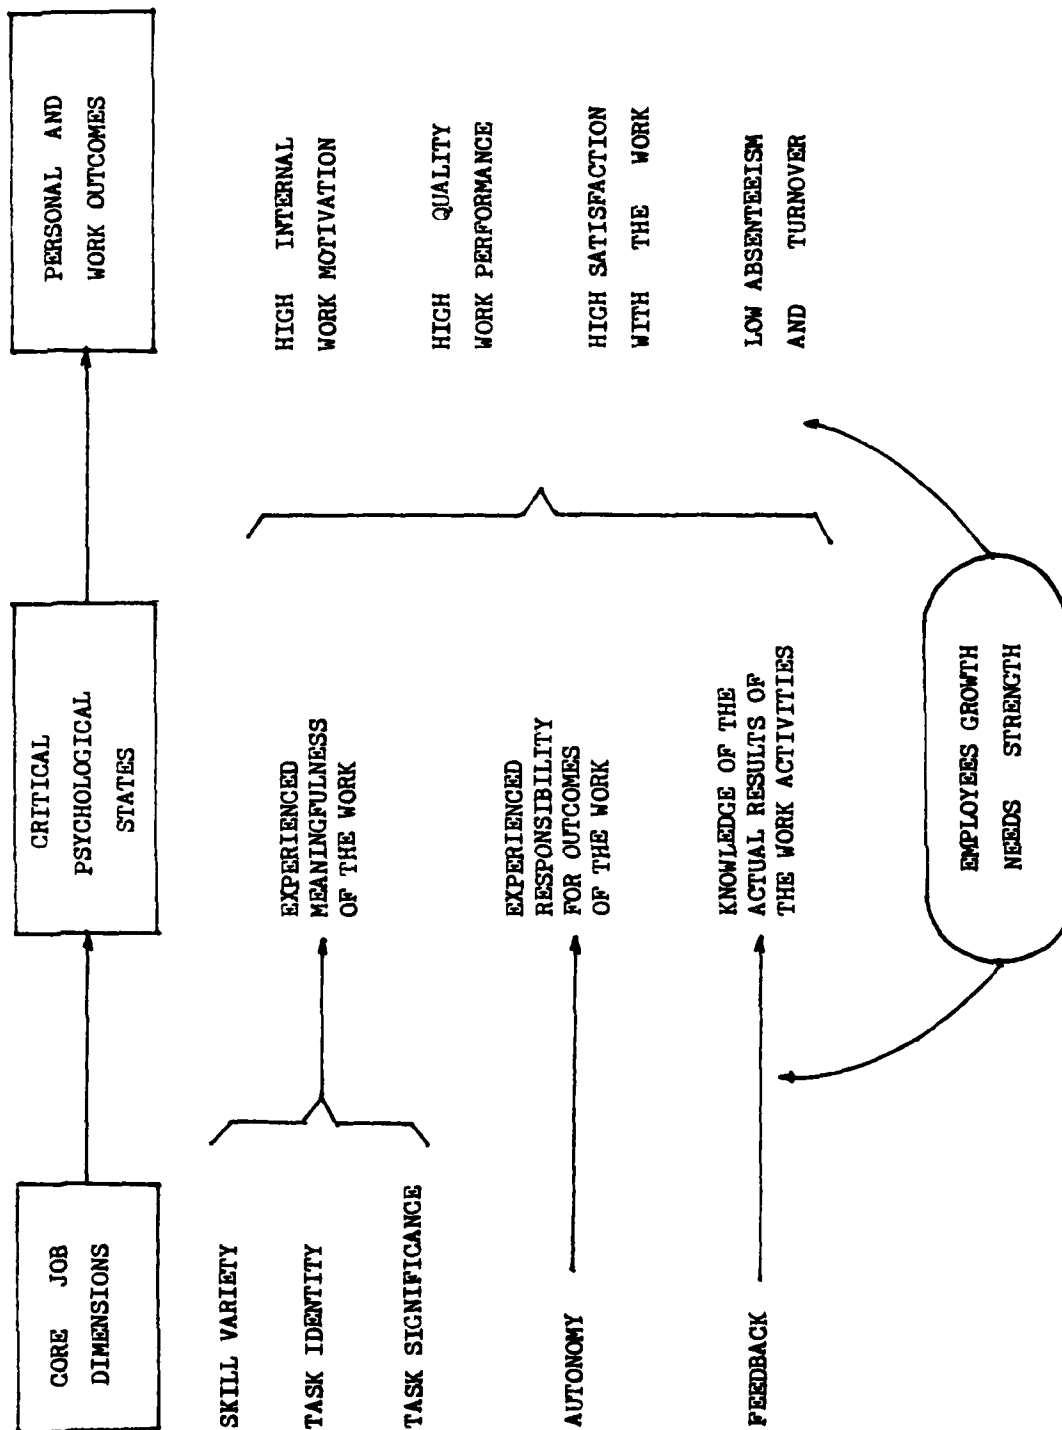 CORE JOB
DIMENSIONS
CRITICAL
PSYCHOLOGICAL
STATES
PERSONAL AND
WORK OUTCOMES
SKILL VARIETY
TASK IDENTITY
TASK SIGNIFICANCE
EXPERIENCED
MEANINGFULNESS
OF THE WORK
AUTONOMY
EXPERIENCED
RESPONSIBILITY
FOR OUTCOMES
OF THE WORK
FEEDBACK
KNOWLEDGE OF THE
ACTUAL RESULTS OF
THE WORK ACTIVITIES
HIGH INTERNAL
WORK MOTIVATION
HIGH QUALITY
WORK PERFORMANCE
HIGH SATISFACTION
WITH THE WORK
LOW ABSENTEEISM
AND TURNOVER
EMPLOYEES GROWTH
NEEDS STRENGTH